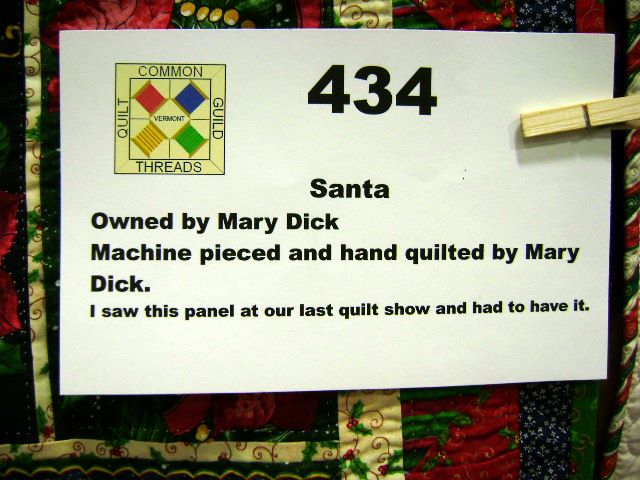 COMMON
QUILT
GUILD
VERMONT
THREADS
434
Santa
Owned by Mary Dick
Machine pieced and hand quilted by Mary
Dick.
I saw this panel at our last quilt show and had to have it.